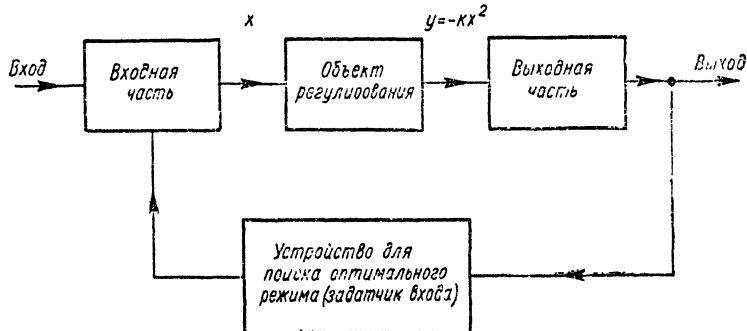 x
y=-кx²
Вход
Входная
часть
Объект
регулирования
Выходная
часть
Выход
Устройство для
поиска оптимального
режима (задатчик входа)